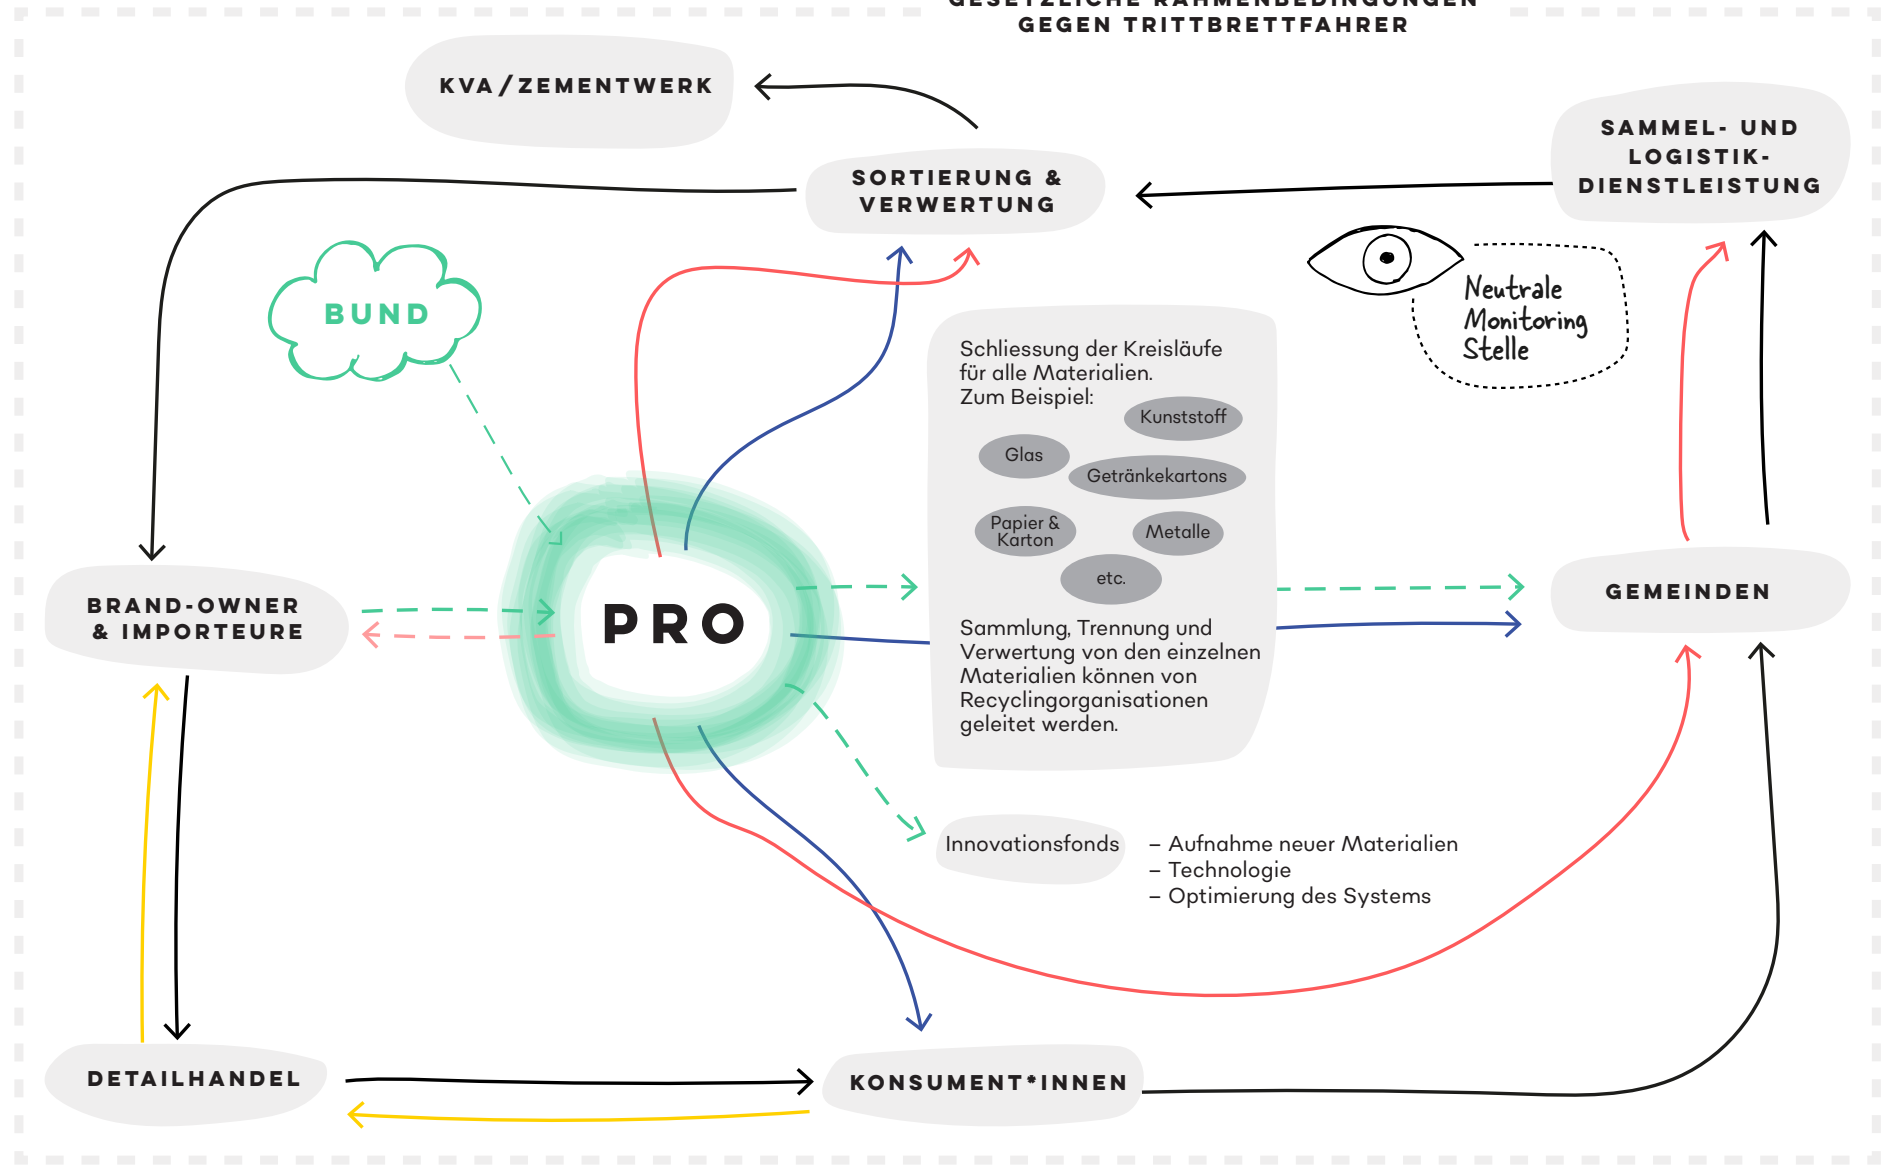 GESETZLICHE RAHMENBEDINGUNGEN
GEGEN TRITTBRETTFAHRER
KVA/ZEMENTWERK
SAMMEL- UND
LOGISTIK-
DIENSTLEISTUNG
SORTIERUNG &
VERWERTUNG
BUND
Neutrale
Monitoring
Stelle
Schliessung der Kreisläufe
für alle Materialien.
Zum Beispiel:
Kunststoff
Glas
Getränkekartons
Papier &
Karton
Metalle
etc.
BRAND-OWNER
& IMPORTEURE
PRO
GEMEINDEN
Sammlung, Trennung und
Verwertung von den einzelnen
Materialien können von
Recyclingorganisationen
geleitet werden.
Innovationsfonds
– Aufnahme neuer Materialien
– Technologie
– Optimierung des Systems
DETAILHANDEL
KONSUMENT*INNEN